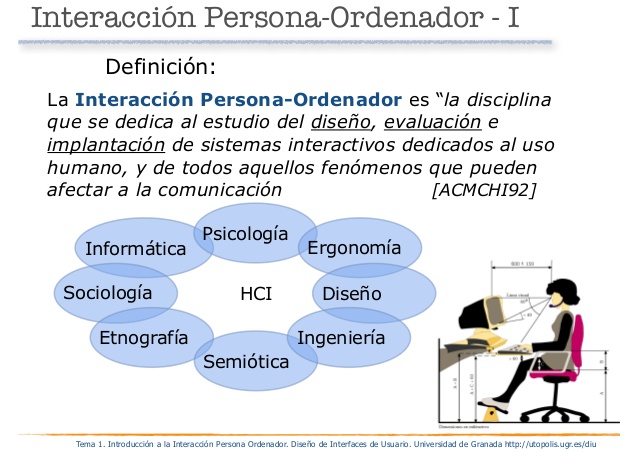 Interacción Persona-Ordenador - I
Definición:
La Interacción Persona-Ordenador es “la disciplina
que se dedica al estudio del diseño, evaluación e
implantación de sistemas interactivos dedicados al uso
humano, y de todos aquellos fenómenos que pueden
afectar a la comunicación [ACMCHI92]
Psicología
Informática
Ergonomía
Sociología
HCI
Diseño
Etnografía
Ingeniería
Semiótica
Tema 1. Introducción a la Interacción Persona Ordenador. Diseño de Interfaces de Usuario. Universidad de Granada http://utopolis.ugr.es/diu